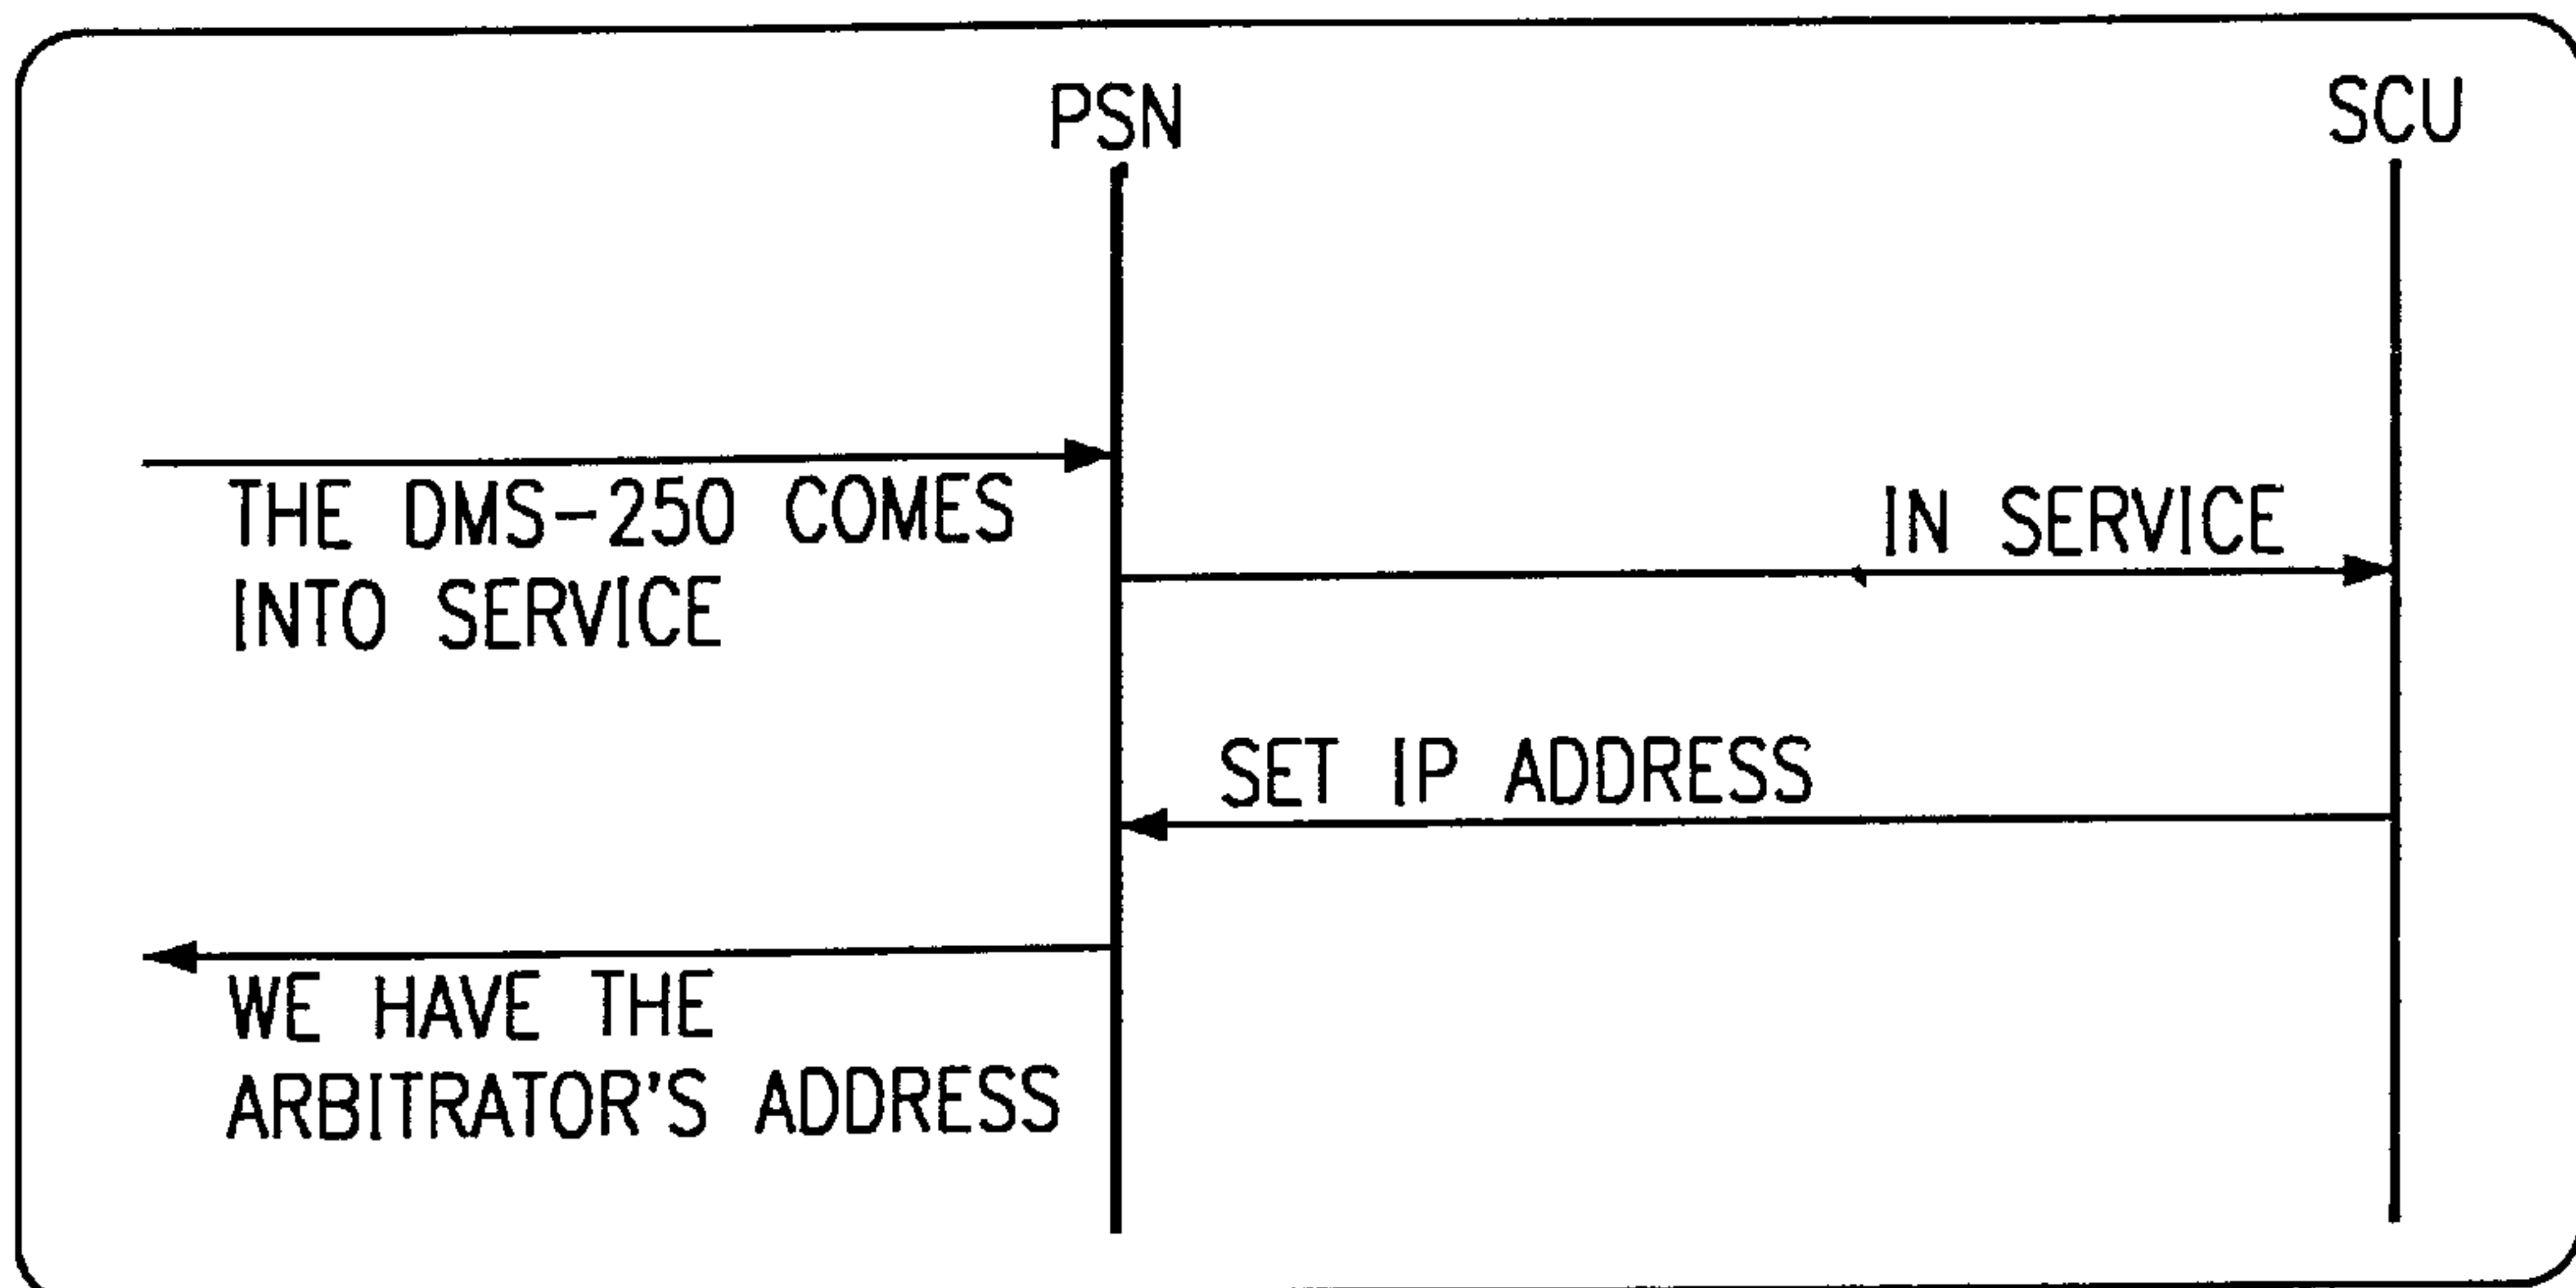 PSN
SCU
THE DMS-250 COMES
INTO SERVICE
IN SERVICE
SET IP ADDRESS
WE HAVE THE
ARBITRATOR'S ADDRESS